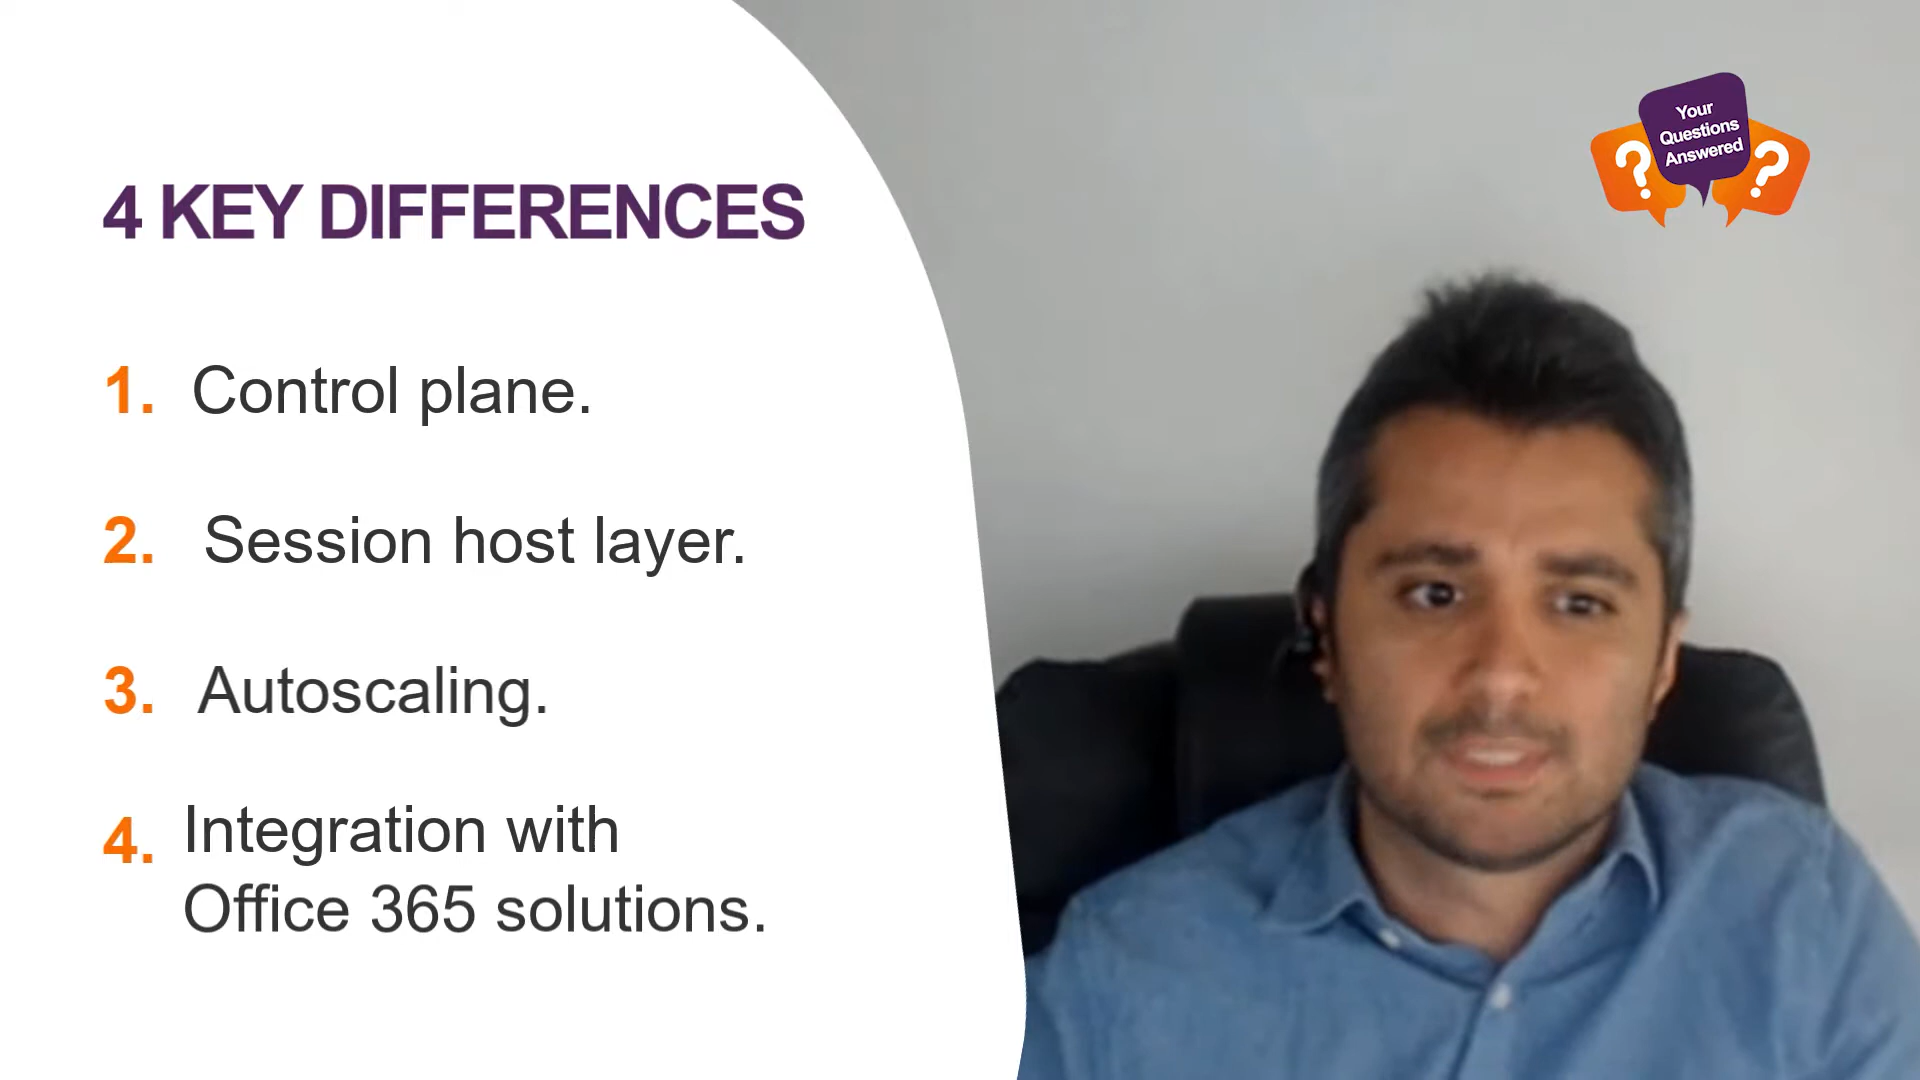 4 KEY DIFFERENCES
1. Control plane.
2. Session host layer.
3. Autoscaling.
4. Integration with
Office 365 solutions.
Your
Questions
Answered
? ?